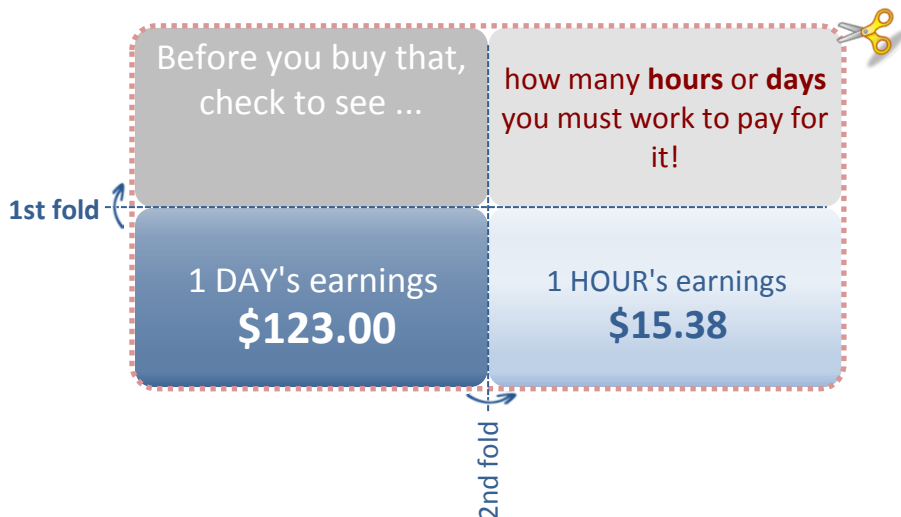 Before you buy that,
check to see ...
how many hours or days
you must work to pay for
it!
1st fold
1 DAY's earnings
$123.00
1 HOUR's earnings
$15.38
2nd fold